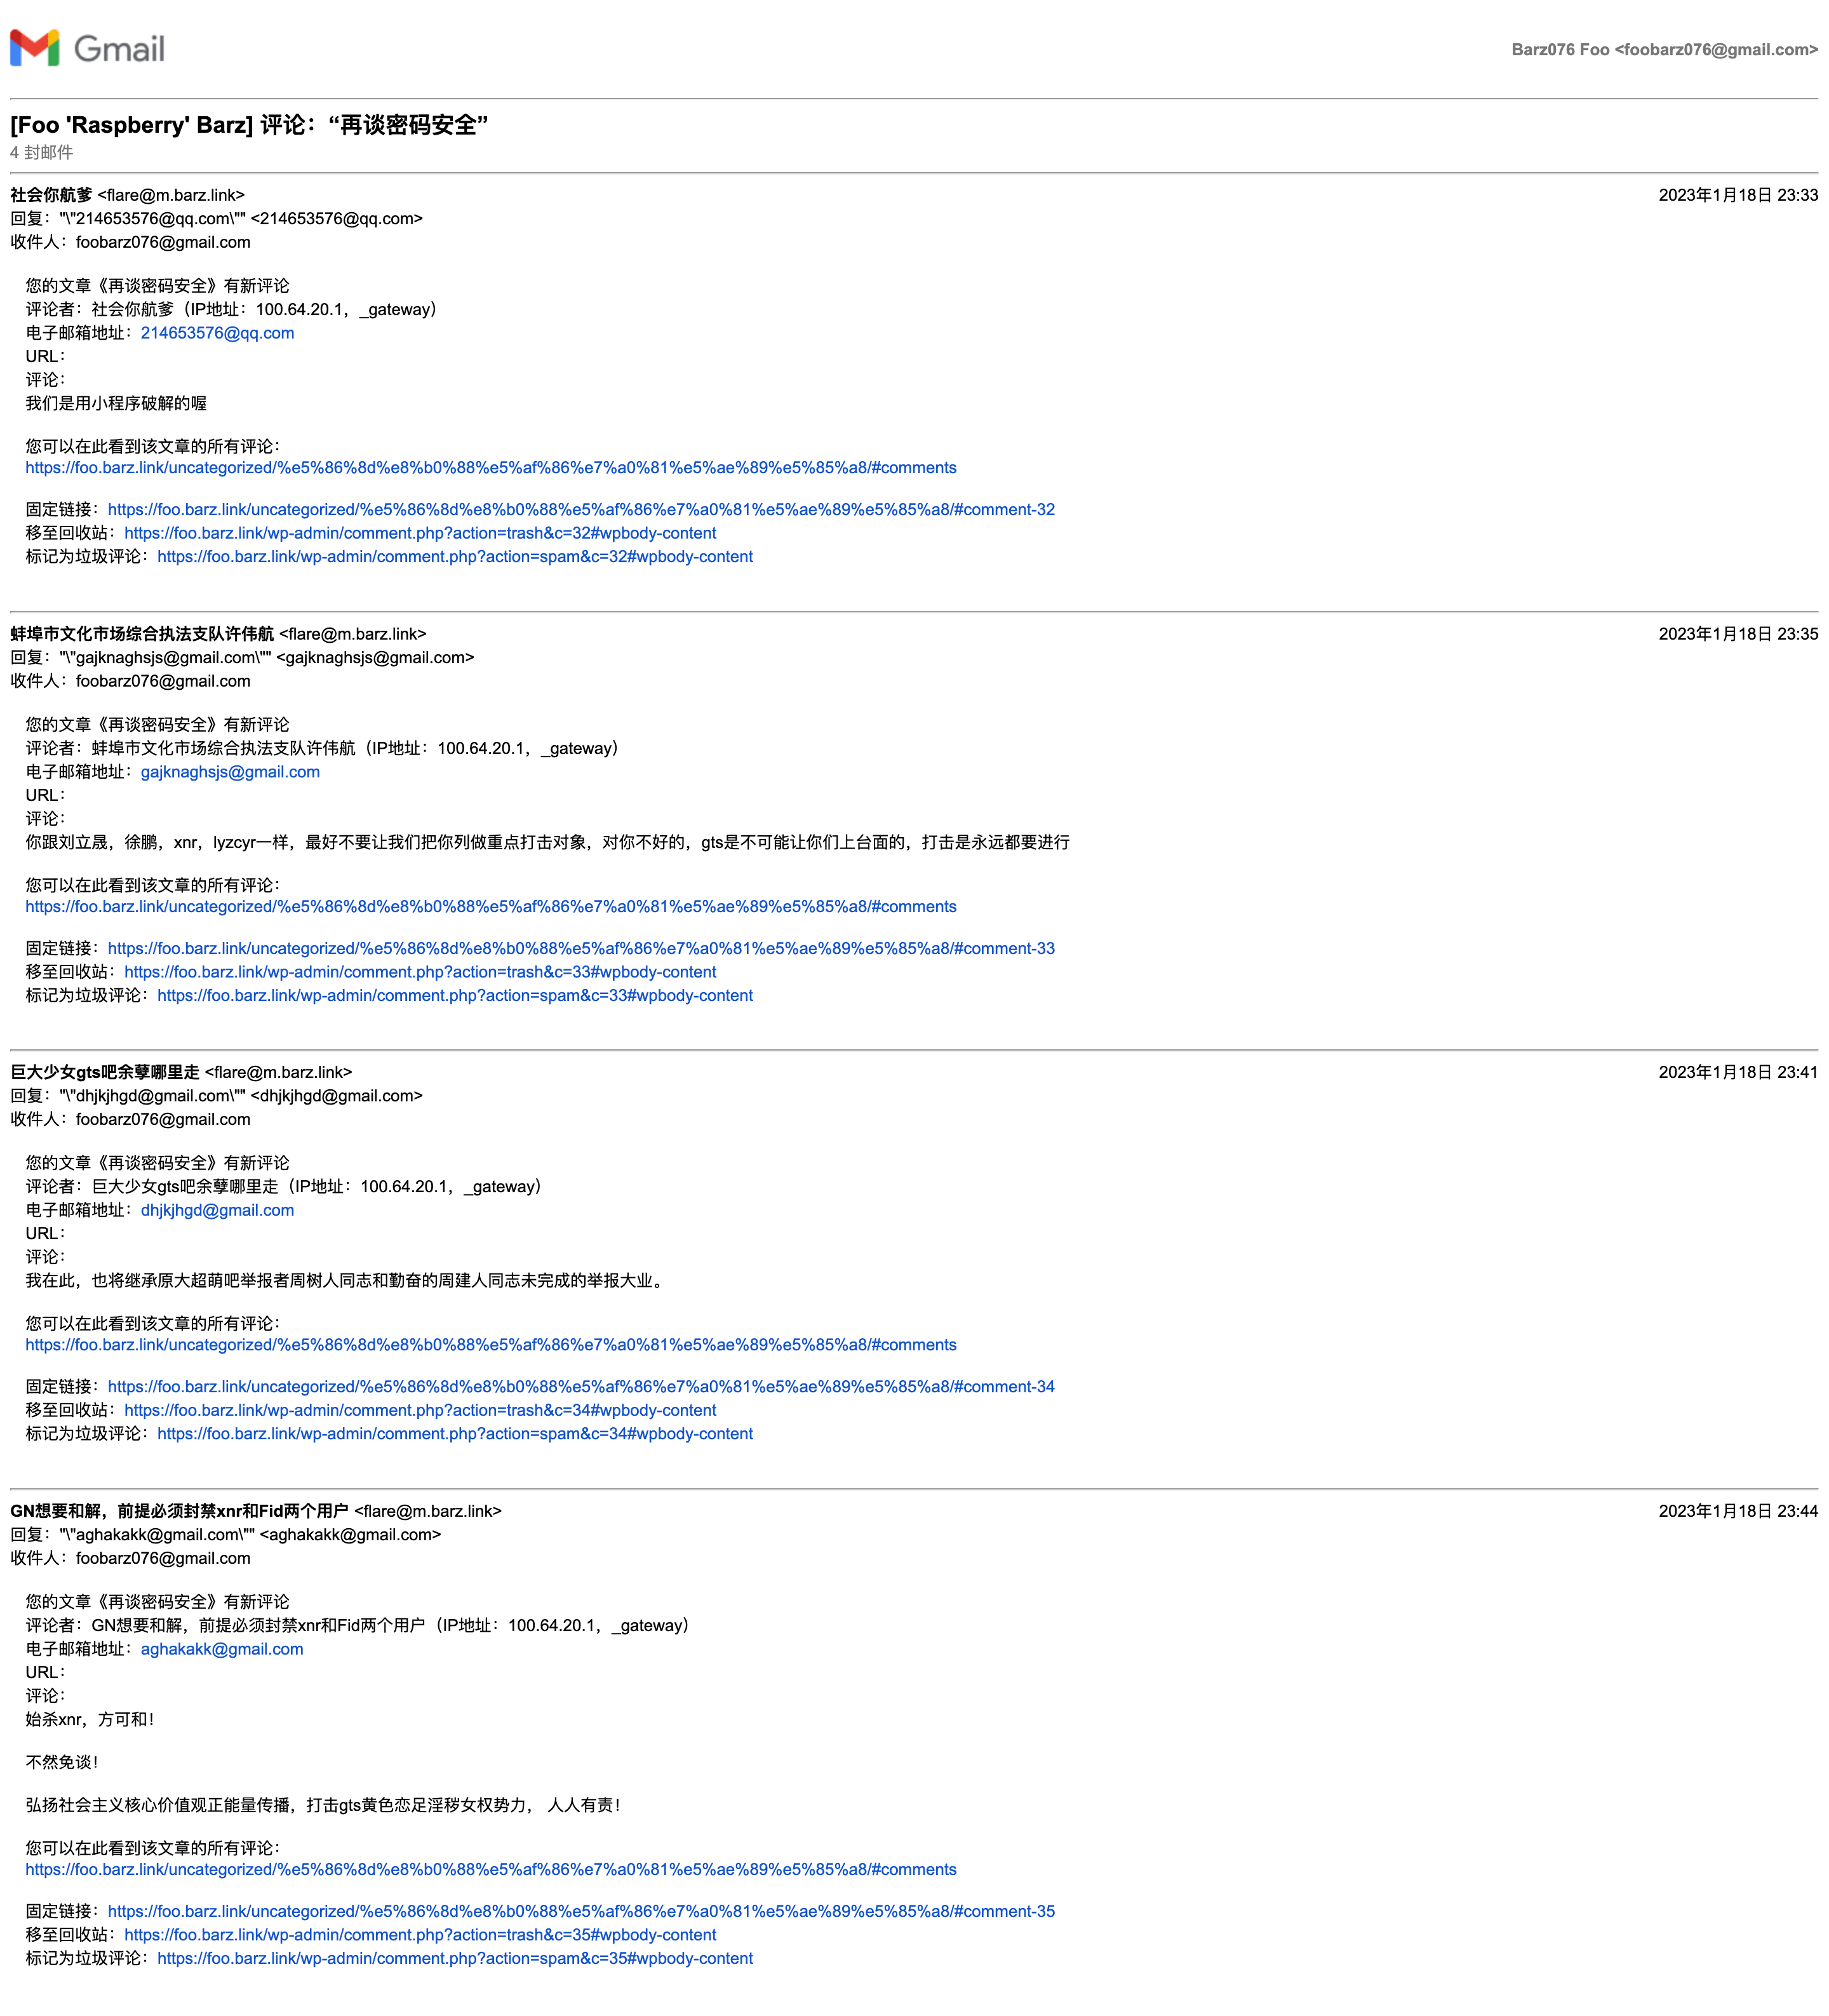 Gmail
Barz076 Foo <foobarz076@gmail.com>
[Foo 'Raspberry' Barz] 评论：“再谈密码安全”
4 封邮件
社会你航爹 <flare@m.barz.link>
2023年1月18日 23:33
回复："\"214653576@qq.com\"" <214653576@qq.com>
收件人：foobarz076@gmail.com
您的文章《再谈密码安全》有新评论
评论者：社会你航爹（IP地址：100.64.20.1，_gateway）
电子邮箱地址：214653576@qq.com
URL：
评论：
我们是用小程序破解的喔
您可以在此看到该文章的所有评论：
https://foo.barz.link/uncategorized/%e5%86%8d%e8%b0%88%e5%af%86%e7%a0%81%e5%ae%89%e5%85%a8/#comments
固定链接：https://foo.barz.link/uncategorized/%e5%86%8d%e8%b0%88%e5%af%86%e7%a0%81%e5%ae%89%e5%85%a8/#comment-32
移至回收站：https://foo.barz.link/wp-admin/comment.php?action=trash&c=32#wpbody-content
标记为垃圾评论：https://foo.barz.link/wp-admin/comment.php?action=spam&c=32#wpbody-content
蚌埠市文化市场综合执法支队许伟航 <flare@m.barz.link>
2023年1月18日 23:35
回复："\"gajknaghsjs@gmail.com\"" <gajknaghsjs@gmail.com>
收件人：foobarz076@gmail.com
您的文章《再谈密码安全》有新评论
评论者：蚌埠市文化市场综合执法支队许伟航（IP地址：100.64.20.1，_gateway）
电子邮箱地址：gajknaghsjs@gmail.com
URL：
评论：
你跟刘立晟，徐鹏，xnr，lyzcyr一样，最好不要让我们把你列做重点打击对象，对你不好的，gts是不可能让你们上台面的，打击是永远都要进行
您可以在此看到该文章的所有评论：
https://foo.barz.link/uncategorized/%e5%86%8d%e8%b0%88%e5%af%86%e7%a0%81%e5%ae%89%e5%85%a8/#comments
固定链接：https://foo.barz.link/uncategorized/%e5%86%8d%e8%b0%88%e5%af%86%e7%a0%81%e5%ae%89%e5%85%a8/#comment-33
移至回收站：https://foo.barz.link/wp-admin/comment.php?action=trash&c=33#wpbody-content
标记为垃圾评论：https://foo.barz.link/wp-admin/comment.php?action=spam&c=33#wpbody-content
巨大少女gts吧余孽哪里走 <flare@m.barz.link>
2023年1月18日 23:41
回复："\"dhjkjhgd@gmail.com\"" <dhjkjhgd@gmail.com>
收件人：foobarz076@gmail.com
您的文章《再谈密码安全》有新评论
评论者：巨大少女gts吧余孽哪里走（IP地址：100.64.20.1，_gateway）
电子邮箱地址：dhjkjhgd@gmail.com
URL：
评论：
我在此，也将继承原大超萌吧举报者周树人同志和勤奋的周建人同志未完成的举报大业。
您可以在此看到该文章的所有评论：
https://foo.barz.link/uncategorized/%e5%86%8d%e8%b0%88%e5%af%86%e7%a0%81%e5%ae%89%e5%85%a8/#comments
固定链接：https://foo.barz.link/uncategorized/%e5%86%8d%e8%b0%88%e5%af%86%e7%a0%81%e5%ae%89%e5%85%a8/#comment-34
移至回收站：https://foo.barz.link/wp-admin/comment.php?action=trash&c=34#wpbody-content
标记为垃圾评论：https://foo.barz.link/wp-admin/comment.php?action=spam&c=34#wpbody-content
GN想要和解，前提必须封禁xnr和Fid两个用户 <flare@m.barz.link>
2023年1月18日 23:44
回复："\"aghakakk@gmail.com\"" <aghakakk@gmail.com>
收件人：foobarz076@gmail.com
您的文章《再谈密码安全》有新评论
评论者：GN想要和解，前提必须封禁xnr和Fid两个用户（IP地址：100.64.20.1，_gateway）
电子邮箱地址：aghakakk@gmail.com
URL：
评论：
始杀xnr，方可和！
不然免谈！
弘扬社会主义核心价值观正能量传播，打击gts黄色恋足淫秽女权势力， 人人有责！
您可以在此看到该文章的所有评论：
https://foo.barz.link/uncategorized/%e5%86%8d%e8%b0%88%e5%af%86%e7%a0%81%e5%ae%89%e5%85%a8/#comments
固定链接：https://foo.barz.link/uncategorized/%e5%86%8d%e8%b0%88%e5%af%86%e7%a0%81%e5%ae%89%e5%85%a8/#comment-35
移至回收站：https://foo.barz.link/wp-admin/comment.php?action=trash&c=35#wpbody-content
标记为垃圾评论：https://foo.barz.link/wp-admin/comment.php?action=spam&c=35#wpbody-content